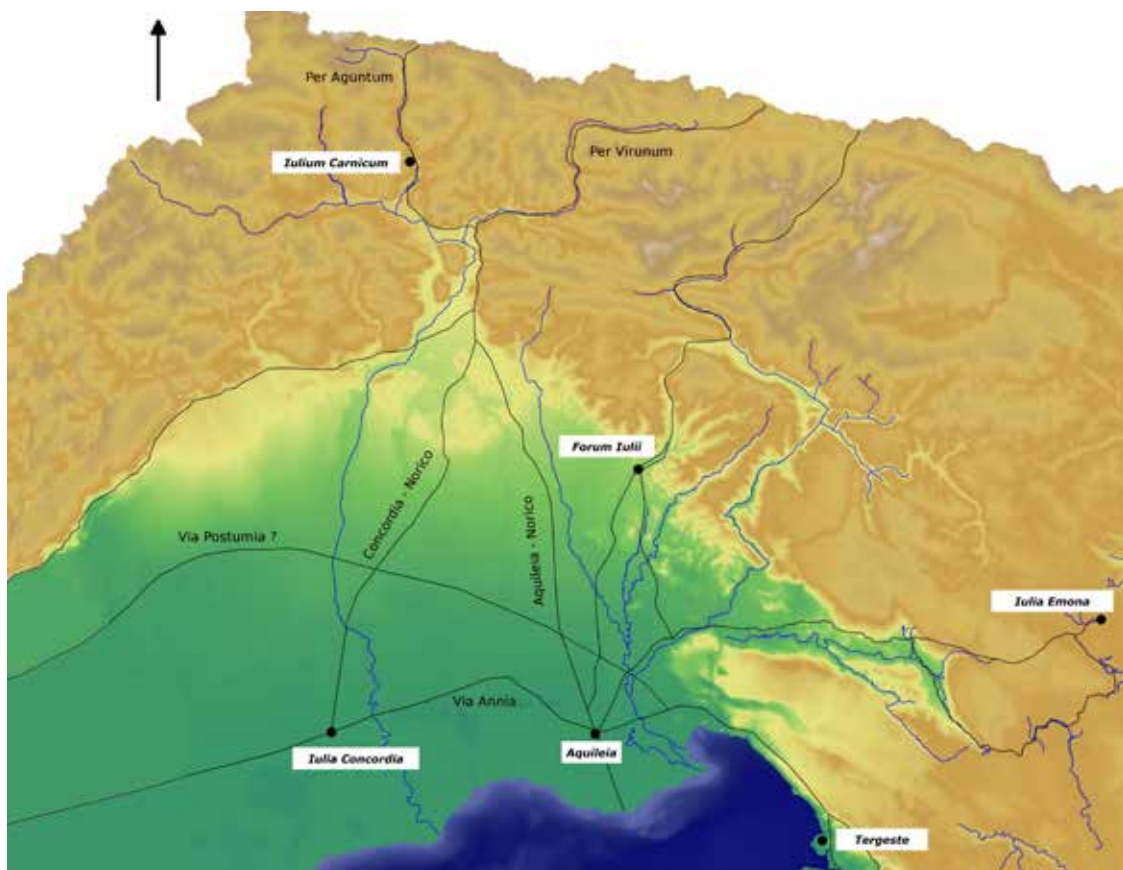 Per Aguntum
Iulium Carnicum
Per Virunum
Forum Iulii
Concordia - Norico
Aquileia - Norico
Via Postumia ?
Iulia Emona
Via Annia
Iulia Concordia
Aquileia
Tergeste